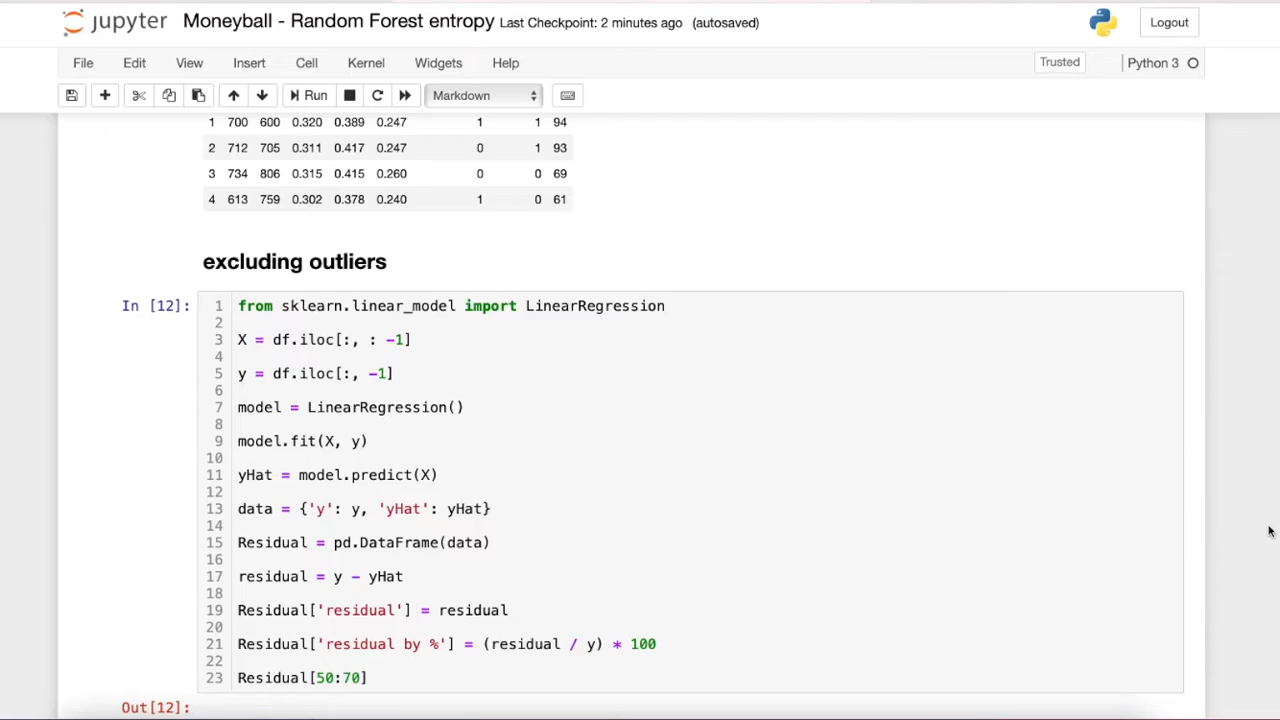 jupyter Moneyball - Random Forest entropy Last Checkpoint: 2 minutes ago (autosaved) Logout
File Edit View Insert Cell Kernel Widgets Help Trusted Python 3
Run Markdown
1 700 600 0.320 0.389 0.247 1 1 94
2 712 705 0.311 0.417 0.247 0 1 93
3 734 806 0.315 0.415 0.260 0 0 69
4 613 759 0.302 0.378 0.240 1 0 61
excluding outliers
In [12]: 1 from sklearn.linear_model import LinearRegression
2
3 X = df.iloc[:, : -1]
4
5 y = df.iloc[:, -1]
6
7 model = LinearRegression()
8
9 model.fit(X, y)
10
11 yHat = model.predict(X)
12
13 data = {'y': y, 'yHat': yHat}
14
15 Residual = pd.DataFrame(data)
16
17 residual = y - yHat
18
19 Residual['residual'] = residual
20
21 Residual['residual by %'] = (residual / y) * 100
22
23 Residual[50:70]
Out[12]: